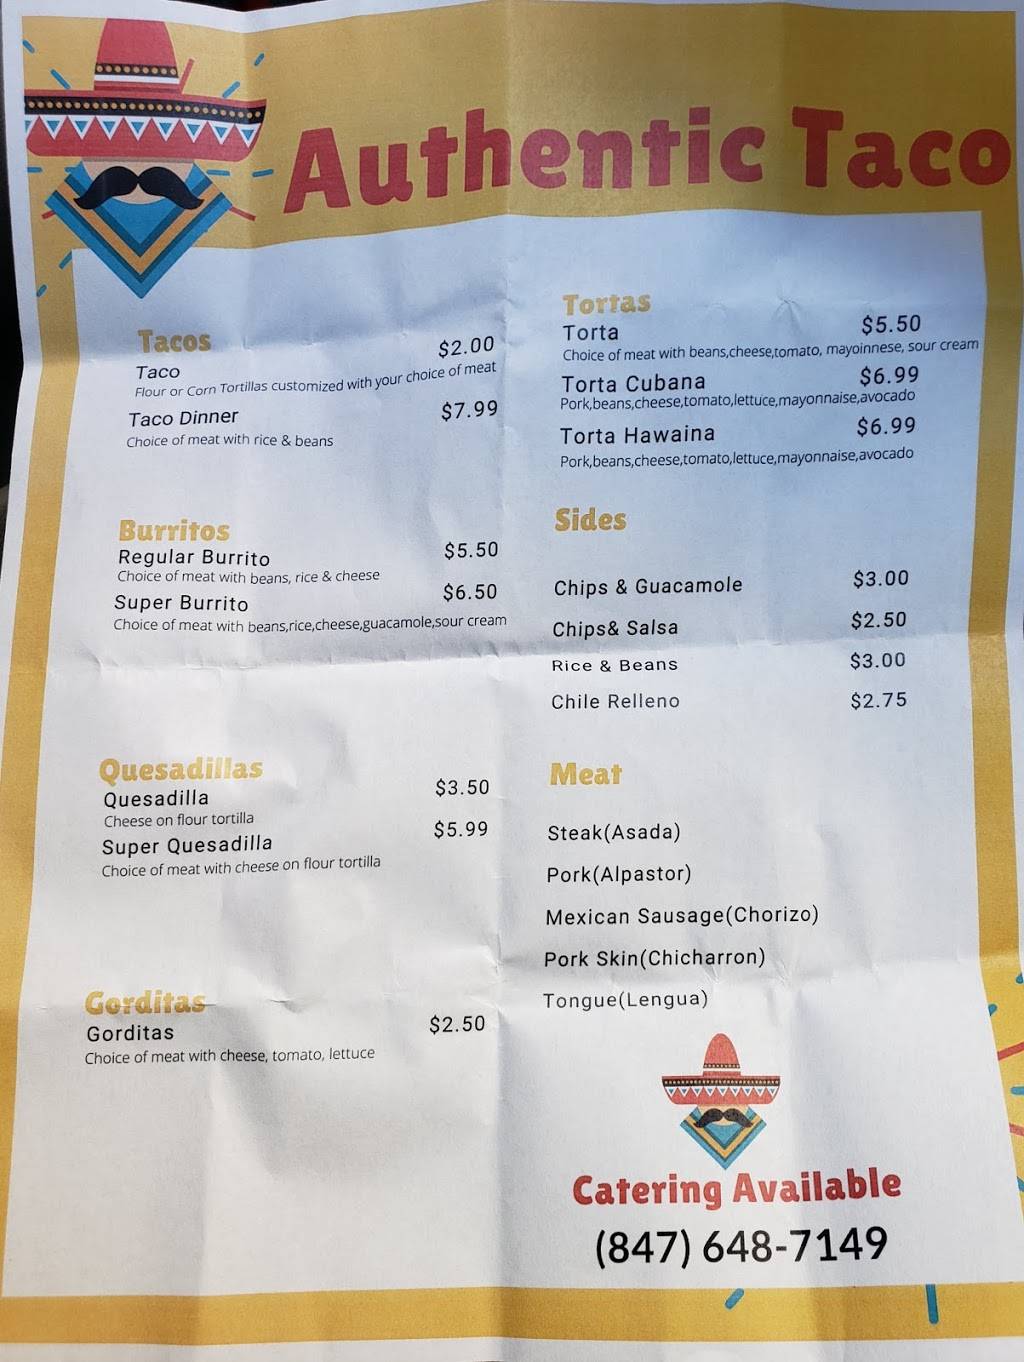 Authentic Taco
Tacos
Taco $2.00
Flour or Corn Tortillas customized with your choice of meat
Taco Dinner $7.99
Choice of meat with rice & beans
Burritos
Regular Burrito $5.50
Choice of meat with beans, rice & cheese
Super Burrito $6.50
Choice of meat with beans,rice,cheese,guacamole,sour cream
Quesadillas
Quesadilla $3.50
Cheese on flour tortilla
Super Quesadilla $5.99
Choice of meat with cheese on flour tortilla
Gorditas
Gorditas $2.50
Choice of meat with cheese, tomato, lettuce
Tortas
Torta $5.50
Choice of meat with beans,cheese,tomato, mayoinnese, sour cream
Torta Cubana $6.99
Pork,beans,cheese,tomato,lettuce,mayonnaise,avocado
Torta Hawaina $6.99
Pork,beans,cheese,tomato,lettuce,mayonnaise,avocado
Sides
Chips & Guacamole $3.00
Chips& Salsa $2.50
Rice & Beans $3.00
Chile Relleno $2.75
Meat
Steak(Asada)
Pork(Alpastor)
Mexican Sausage(Chorizo)
Pork Skin(Chicharron)
Tongue(Lengua)
Catering Available
(847) 648-7149